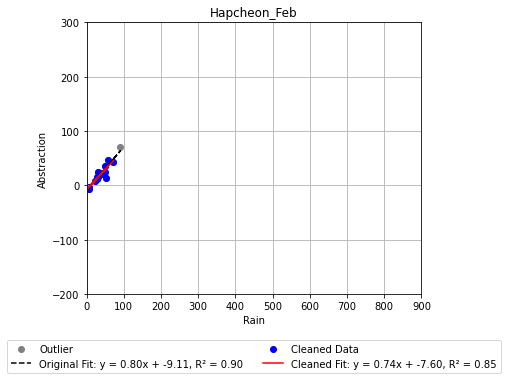 Hapcheon_Feb
300
200
100
0
−100
−200
Abstraction
0 100 200 300 400 500 600 700 800 900
Rain
Outlier
Original Fit: y = 0.80x + -9.11, R² = 0.90
Cleaned Data
Cleaned Fit: y = 0.74x + -7.60, R² = 0.85